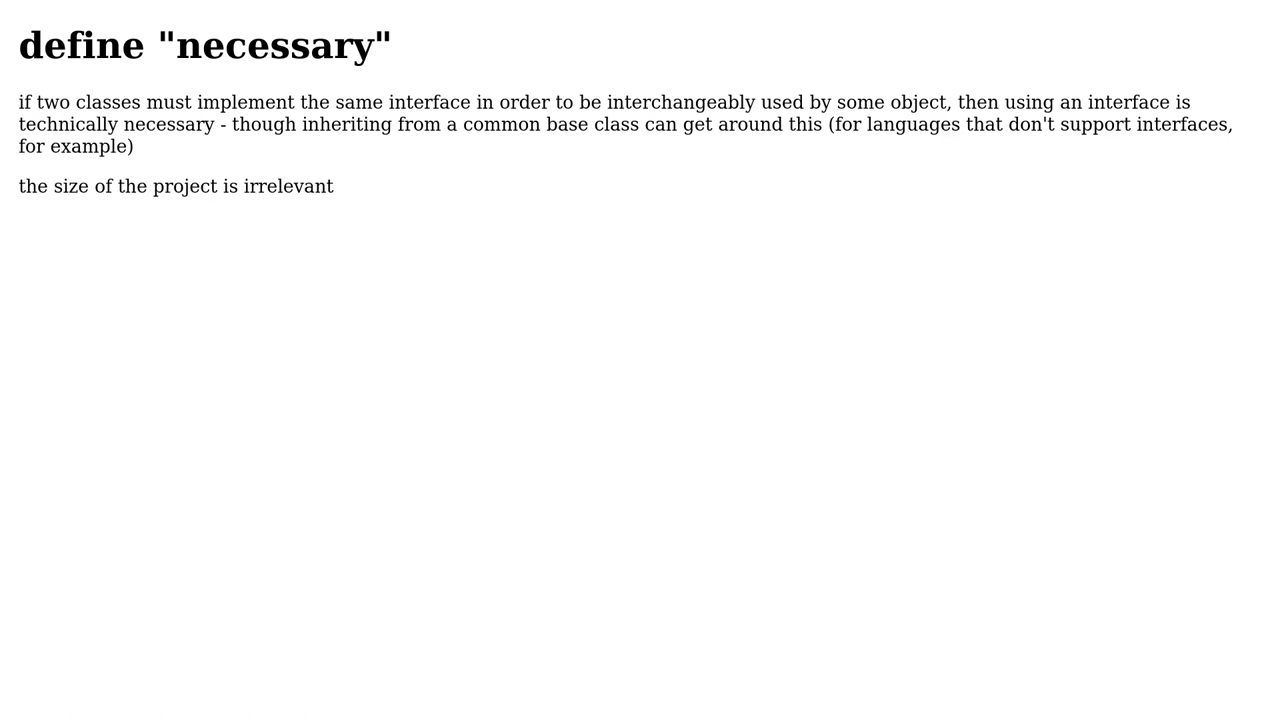 define "necessary"
if two classes must implement the same interface in order to be interchangeably used by some object, then using an interface is
technically necessary - though inheriting from a common base class can get around this (for languages that don't support interfaces,
for example)
the size of the project is irrelevant